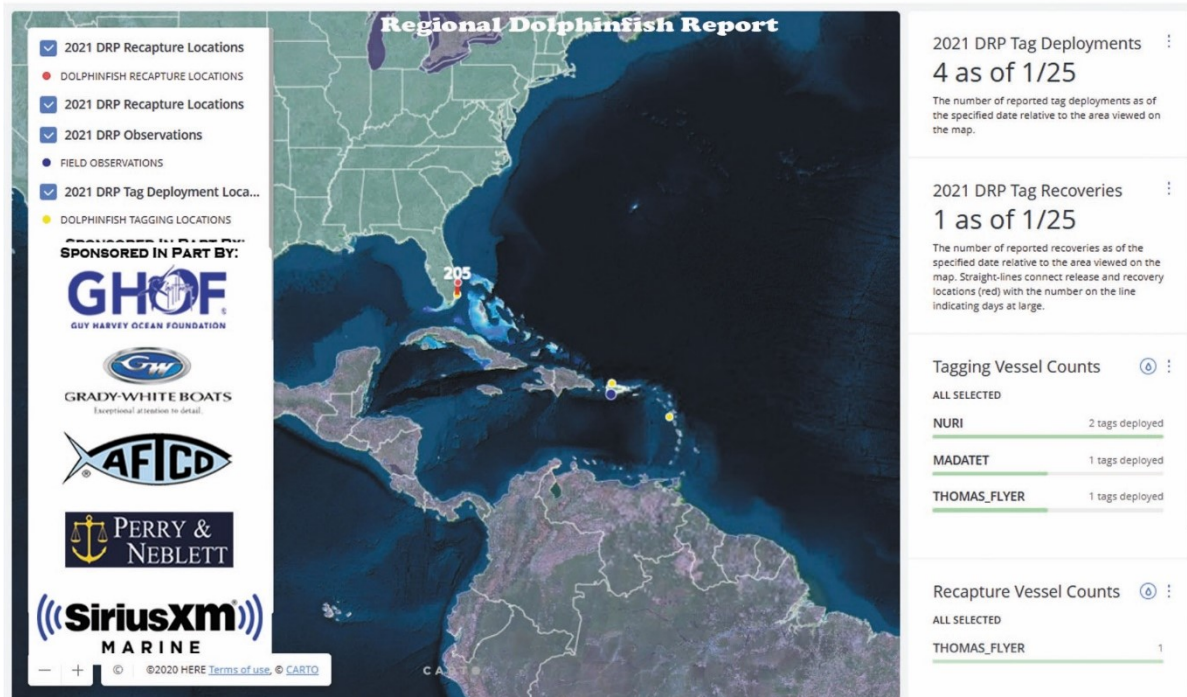 Regional Dolphinfish Report
2021 DRP Recapture Locations
DOLPHINFISH RECAPTURE LOCATIONS
2021 DRP Recapture Locations
2021 DRP Observations
FIELD OBSERVATIONS
2021 DRP Tag Deployment Loca...
DOLPHINFISH TAGGING LOCATIONS
SPONSORED IN PART BY:
SPONSORED IN PART BY:
GHOF
GUY HARVEY OCEAN FOUNDATION
GW
GRADY-WHITE BOATS
Exceptional attention to detail.
AFTCO
®
PERRY &
NEBLETT
SiriusXM
MARINE
− + © ©2020 HERE Terms of use, © CARTO
205
2021 DRP Tag Deployments
4 as of 1/25
The number of reported tag deployments as of
the specified date relative to the area viewed on
the map.
2021 DRP Tag Recoveries
1 as of 1/25
The number of reported recoveries as of the
specified date relative to the area viewed on the
map. Straight-lines connect release and recovery
locations (red) with the number on the line
indicating days at large.
Tagging Vessel Counts
ALL SELECTED
NURI 2 tags deployed
MADATET 1 tags deployed
THOMAS_FLYER 1 tags deployed
Recapture Vessel Counts
ALL SELECTED
THOMAS_FLYER 1